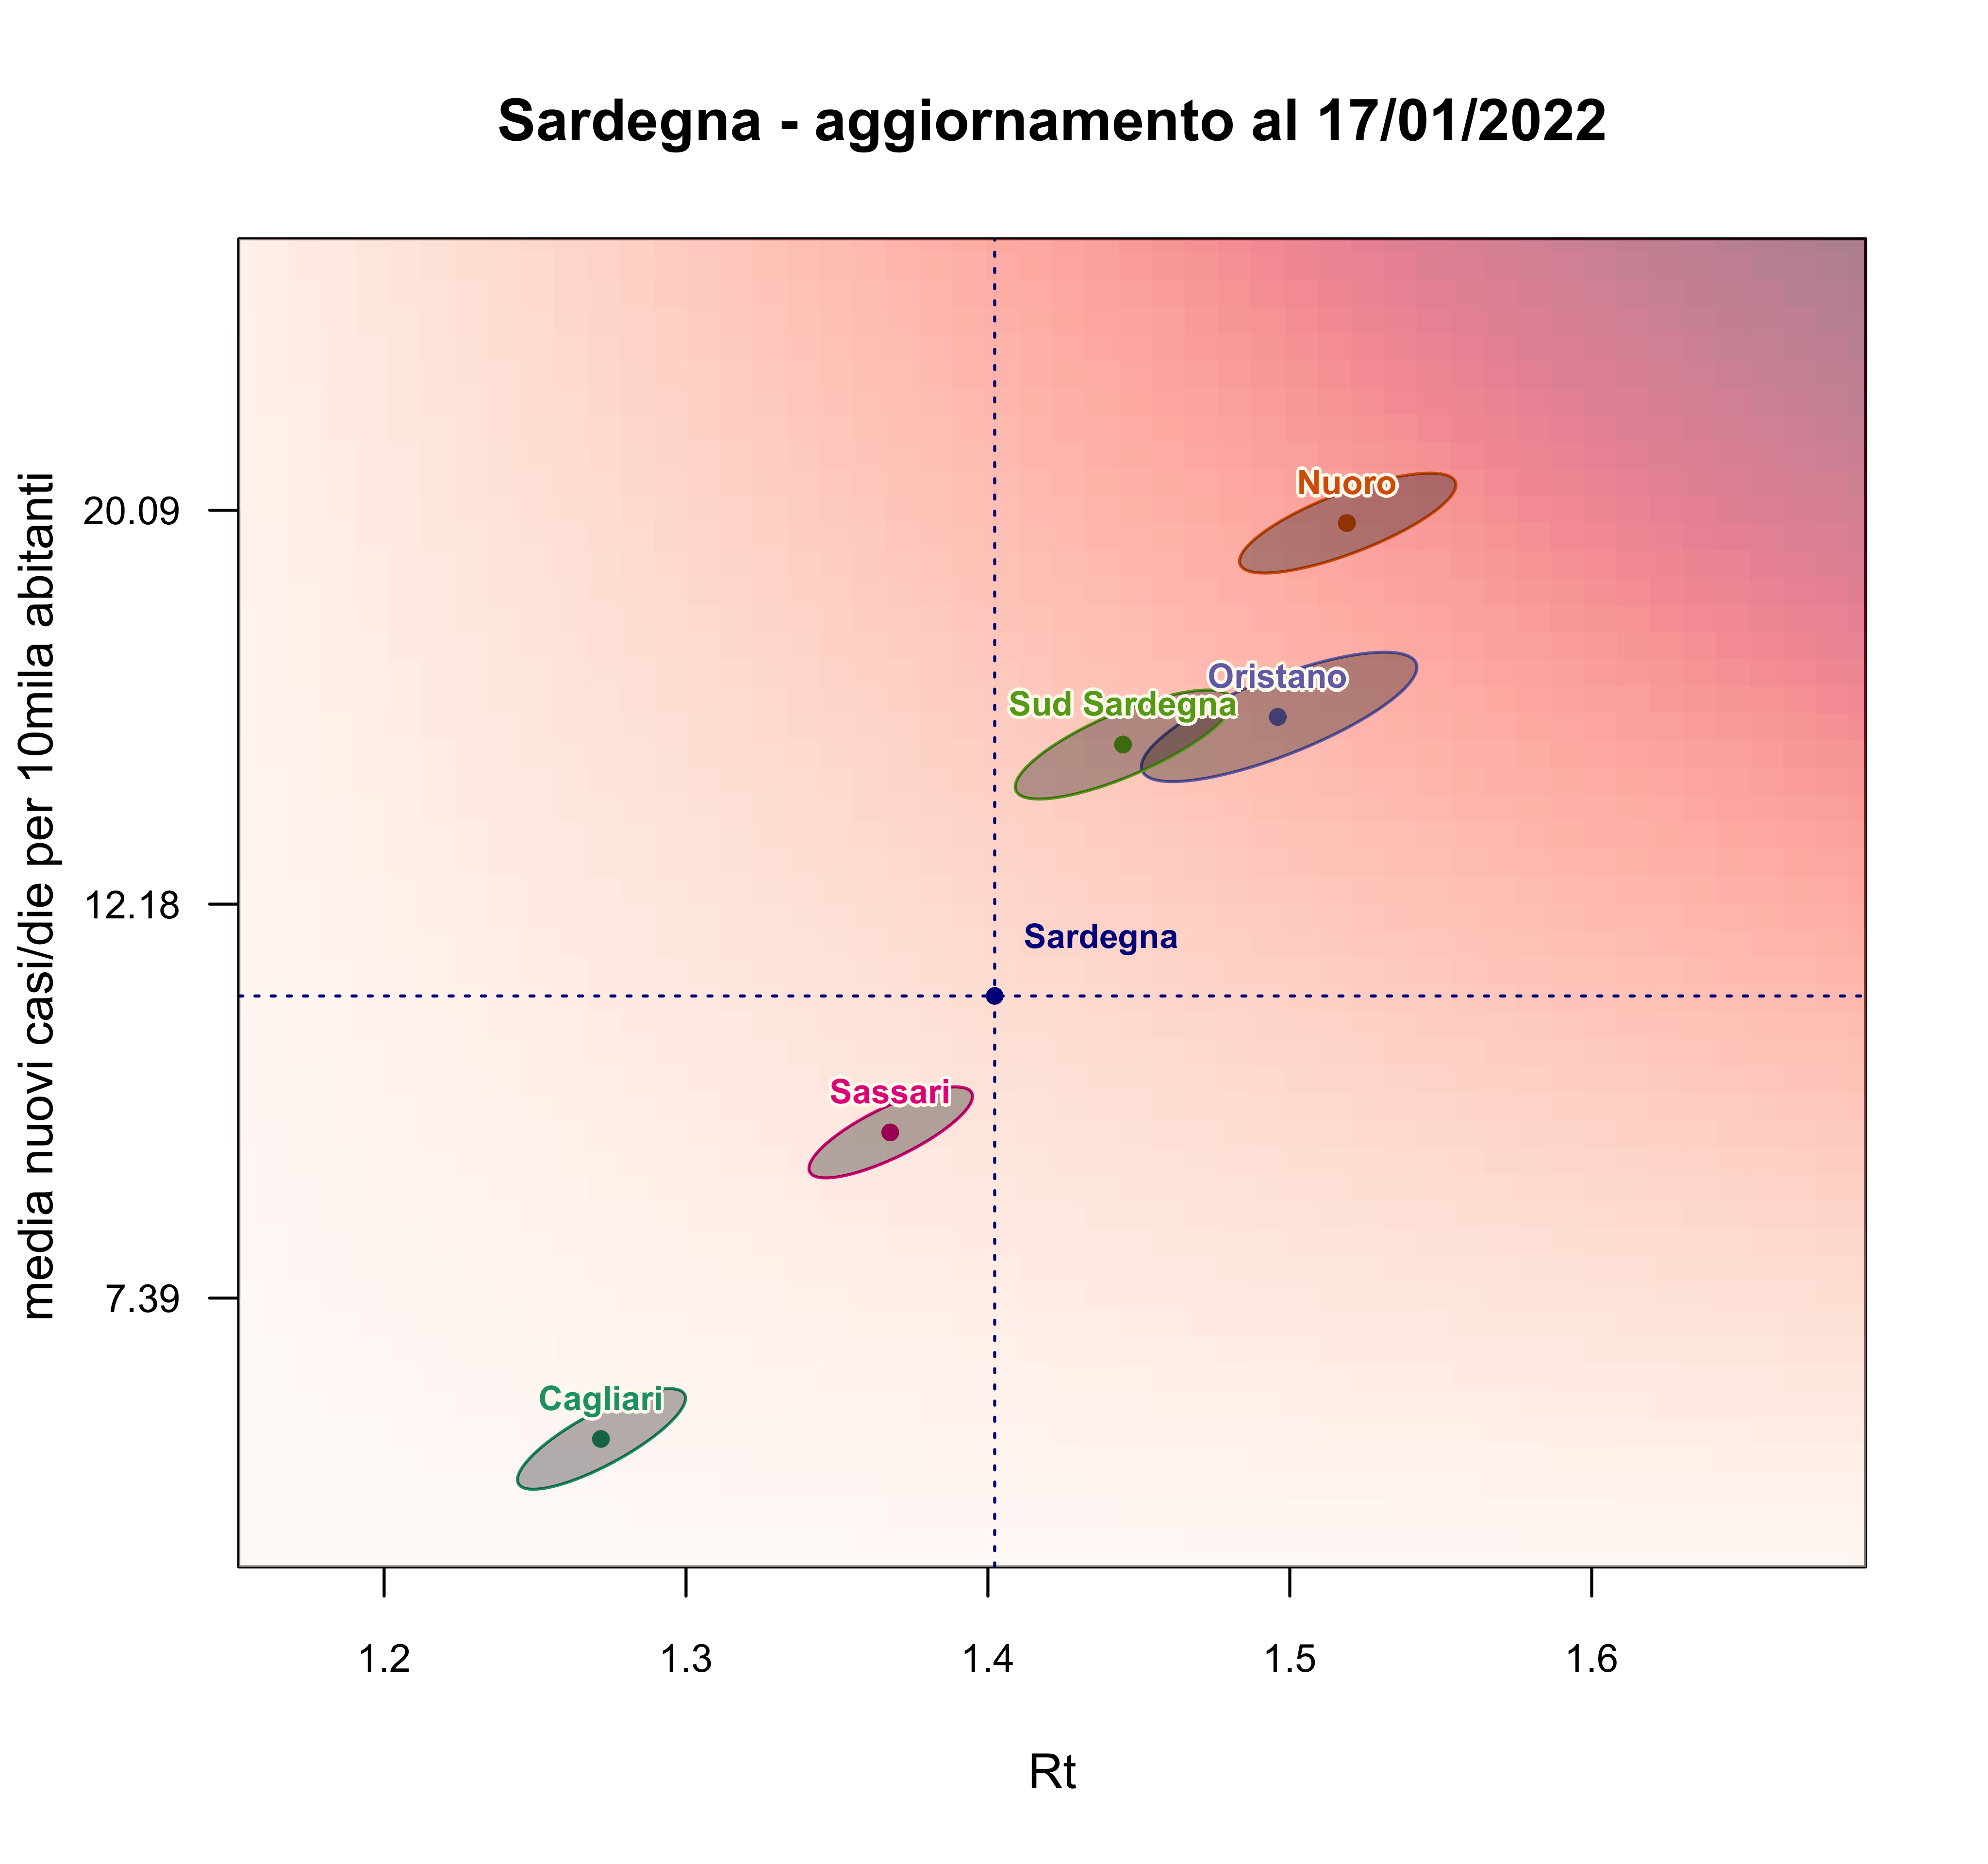 Sardegna - aggiornamento al 17/01/2022
media nuovi casi/die per 10mila abitanti
20.09
12.18
7.39
Nuoro
Oristano
Sud Sardegna
Sardegna
Sassari
Cagliari
1.2
1.3
1.4
1.5
1.6
Rt